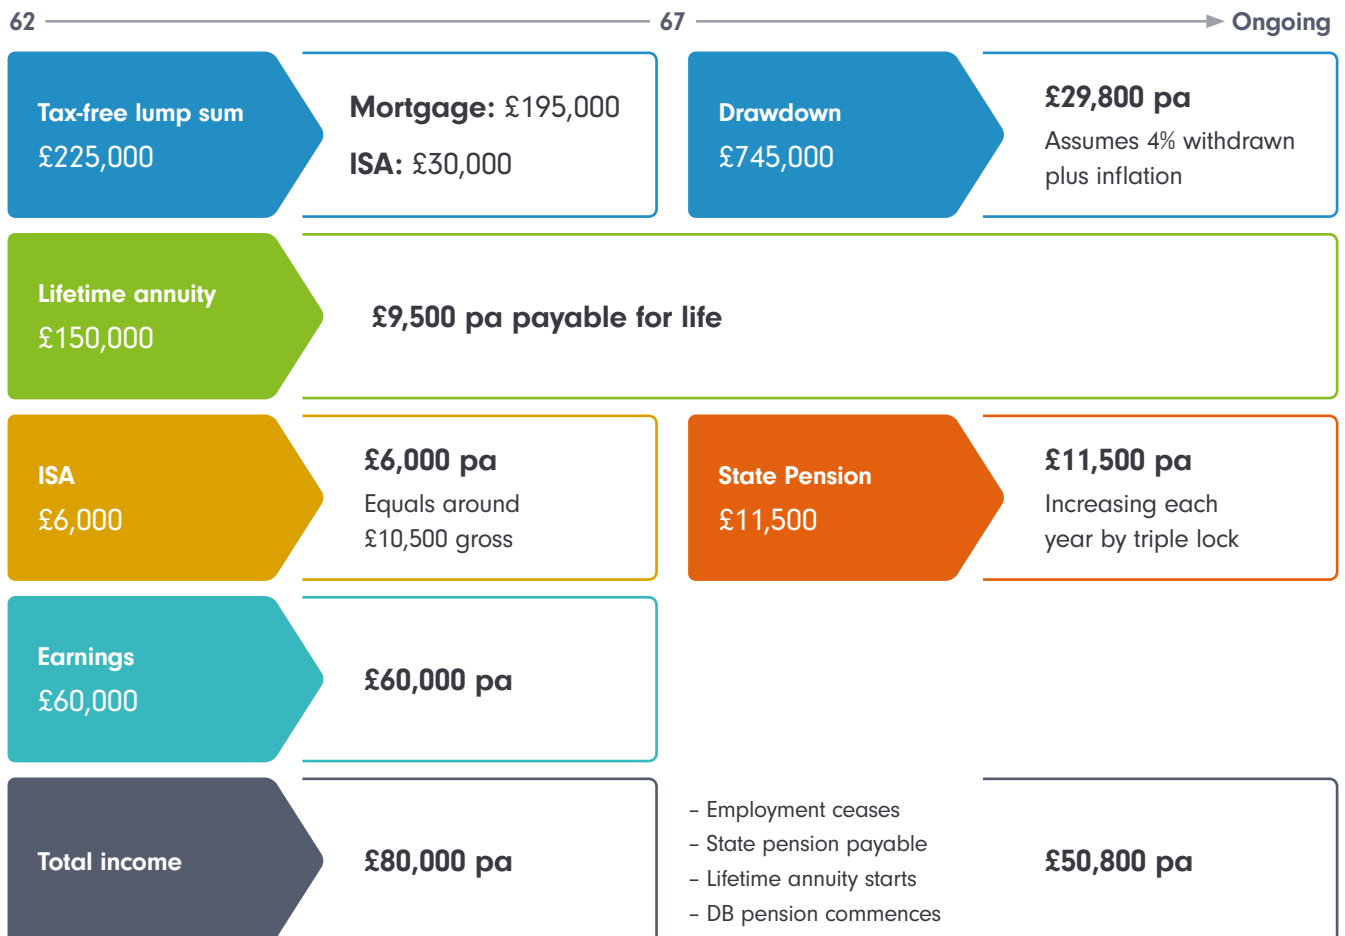 62
67
Ongoing
Tax-free lump sum
£225,000
Mortgage: £195,000
ISA: £30,000
Drawdown
£745,000
£29,800 pa
Assumes 4% withdrawn
plus inflation
Lifetime annuity
£150,000
£9,500 pa payable for life
ISA
£6,000
£6,000 pa
Equals around
£10,500 gross
State Pension
£11,500
£11,500 pa
Increasing each
year by triple lock
Earnings
£60,000
£60,000 pa
Total income
£80,000 pa
– Employment ceases
– State pension payable
– Lifetime annuity starts
– DB pension commences
£50,800 pa